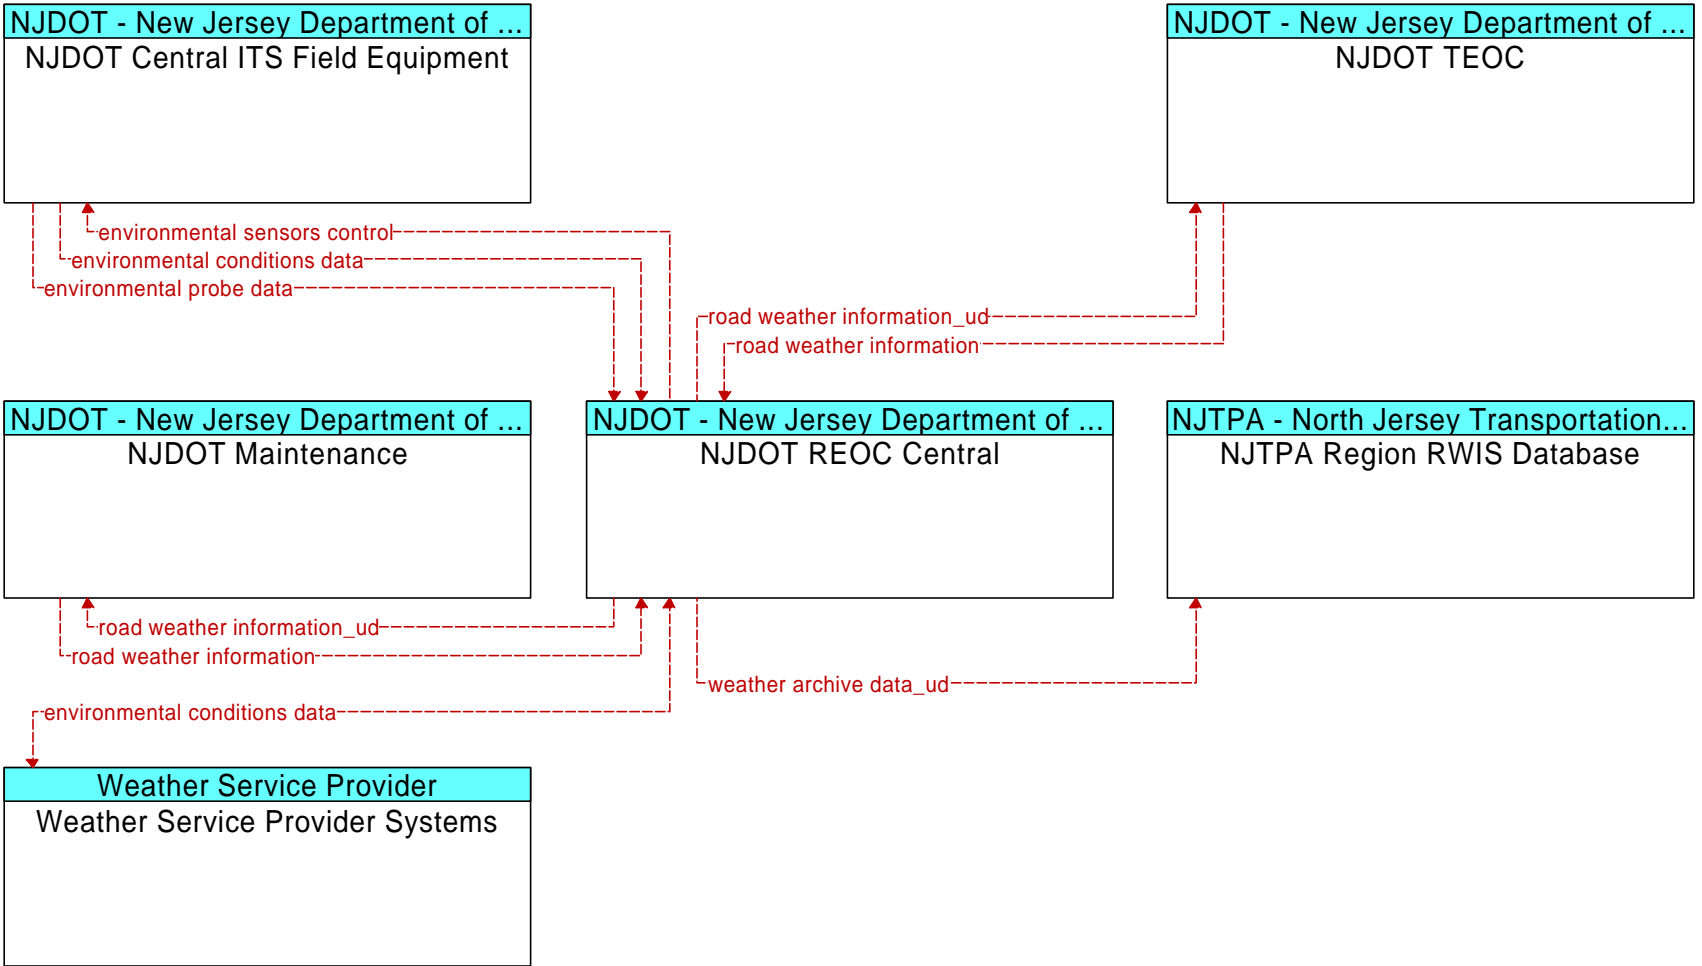 NJDOT - New Jersey Department of ...
NJDOT Central ITS Field Equipment
NJDOT - New Jersey Department of ...
NJDOT TEOC
environmental sensors control
environmental conditions data
environmental probe data
road weather information_ud
road weather information
NJDOT - New Jersey Department of ...
NJDOT Maintenance
NJDOT - New Jersey Department of ...
NJDOT REOC Central
NJTPA - North Jersey Transportation...
NJTPA Region RWIS Database
road weather information_ud
road weather information
weather archive data_ud
environmental conditions data
Weather Service Provider
Weather Service Provider Systems